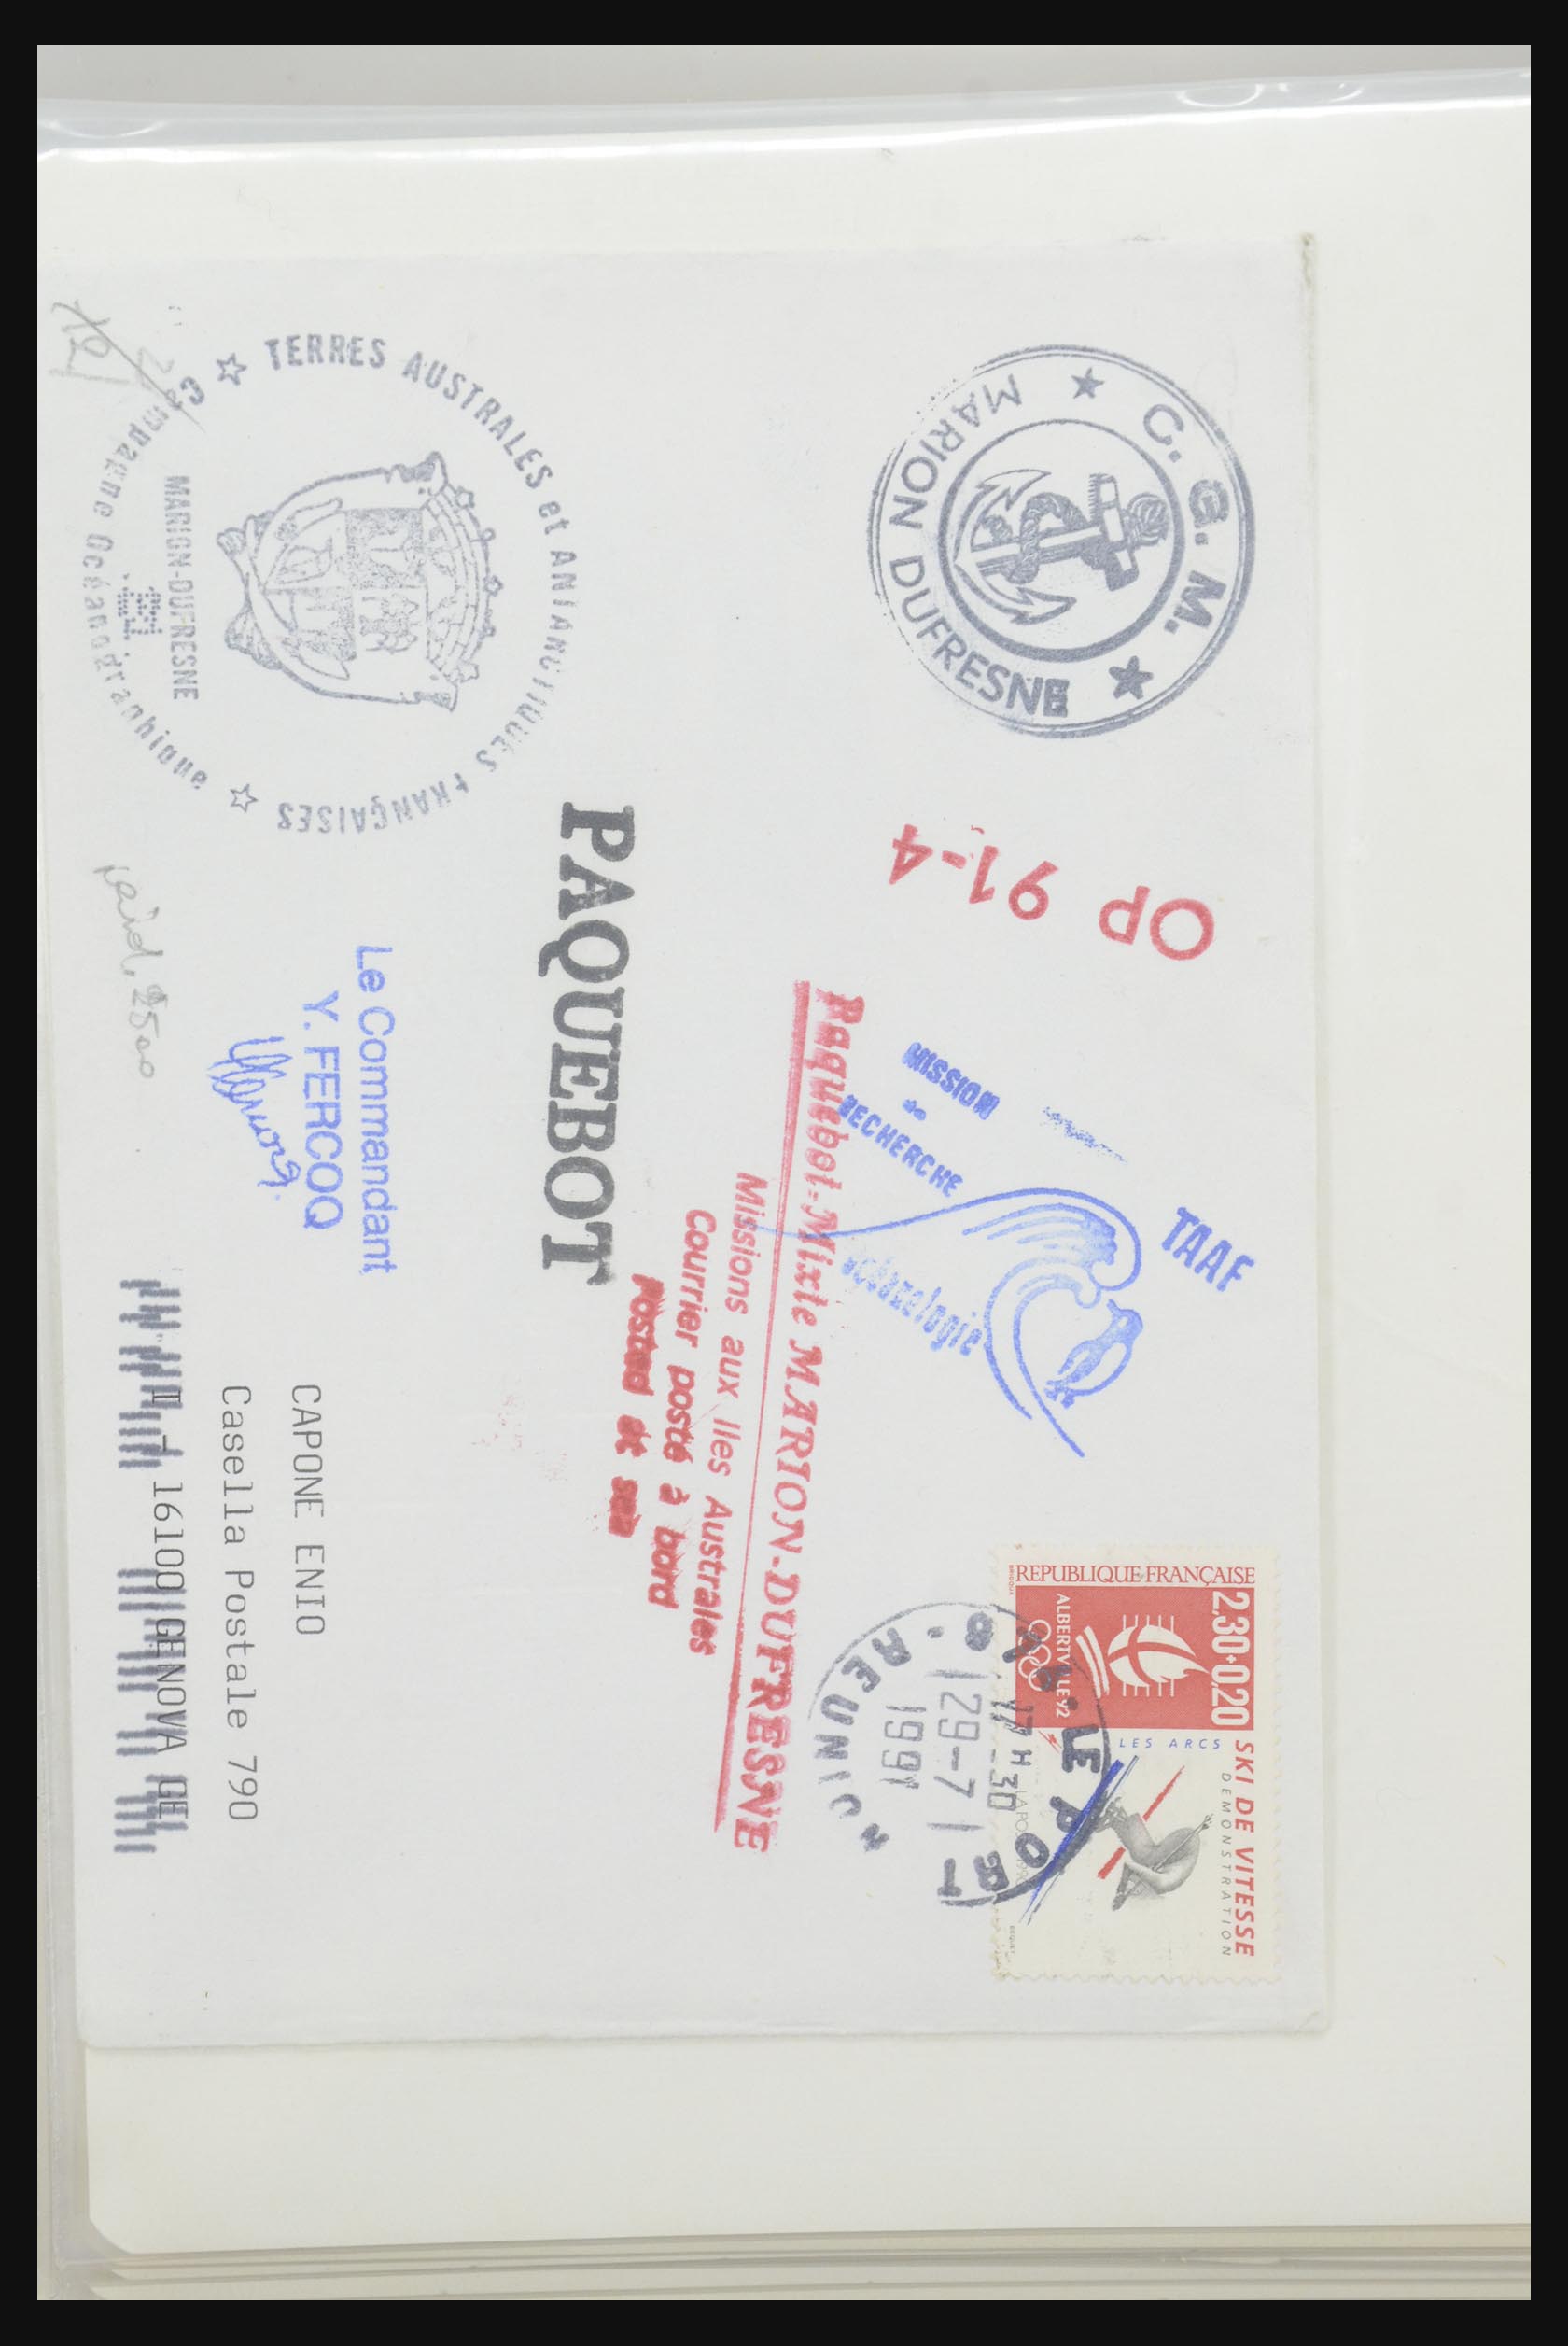 ★ C. G. M. ★
MARION DUFRESNE
OP 91-4
TAAF
MISSION
de
RECHERCHE
REPUBLIQUE FRANÇAISE
2,30+0,20
ALBERTVILLE 92
LES ARCS
SKI DE VITESSE
DEMONSTRATION
LE PORT
17 H 30
29-7
1991
REUNION
Paquebot-Mixte MARION-DUFRESNE
Missions aux Iles Australes
Courrier posté à bord
posted at sea
PAQUEBOT
☆ TERRES AUSTRALES et ANTARCTIQUES FRANÇAISES ☆
MARION-DUFRESNE
Campagne Océanographique
Le Commandant
Y. FERCOQ
CAPONE ENIO
Casella Postale 790
I - 16100 GENOVA GE